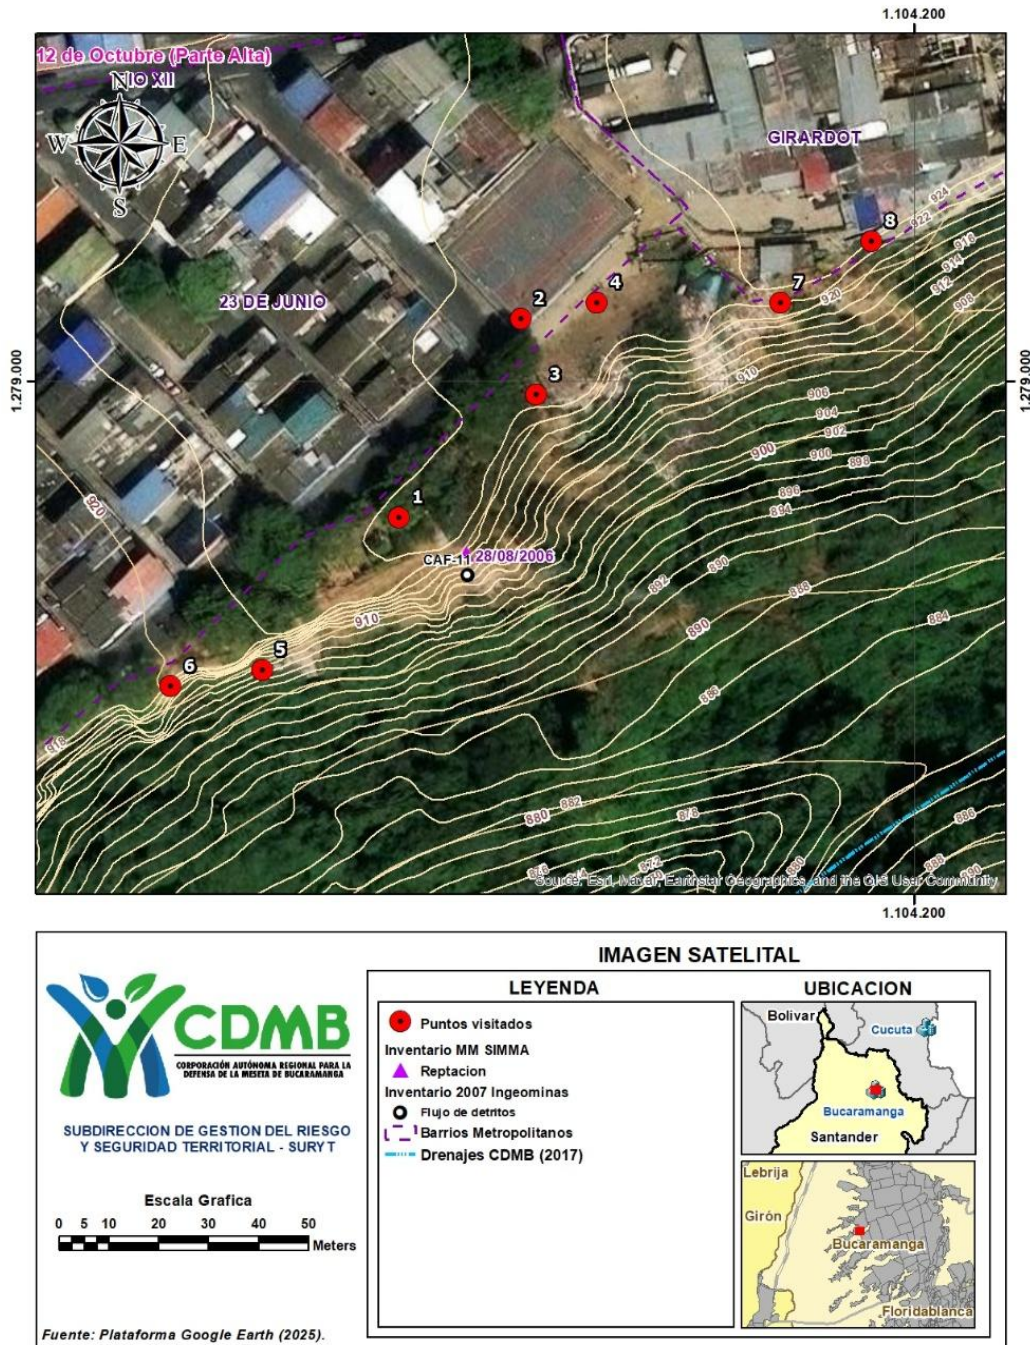 1.104.200
12 de Octubre (Parte Alta)
PIO XII
N
W
E
S
GIRARDOT
924
922
8
918
914
912
908
23 DE JUNIO
2
4
7
920
1.279.000
1.279.000
3
910
906
904
902
900
900
898
896
894
920
1
28/08/2006
CAF-11
910
892
890
888
890
884
886
6
5
918
882
880
878
876
874
872
880
886
888
890
Source: Esri, Maxar, Earthstar Geographics, and the GIS User Community
1.104.200
IMAGEN SATELITAL
CDMB
CORPORACIÓN AUTÓNOMA REGIONAL PARA LA
DEFENSA DE LA MESETA DE BUCARAMANGA
SUBDIRECCION DE GESTION DEL RIESGO
Y SEGURIDAD TERRITORIAL - SURYT
Escala Grafica
0 5 10 20 30 40 50
Meters
Fuente: Plataforma Google Earth (2025).
LEYENDA
Puntos visitados
Inventario MM SIMMA
Reptacion
Inventario 2007 Ingeominas
Flujo de detritos
Barrios Metropolitanos
Drenajes CDMB (2017)
UBICACION
Bolivar
Cucuta
Bucaramanga
Santander
Lebrija
Girón
Bucaramanga
Floridablanca